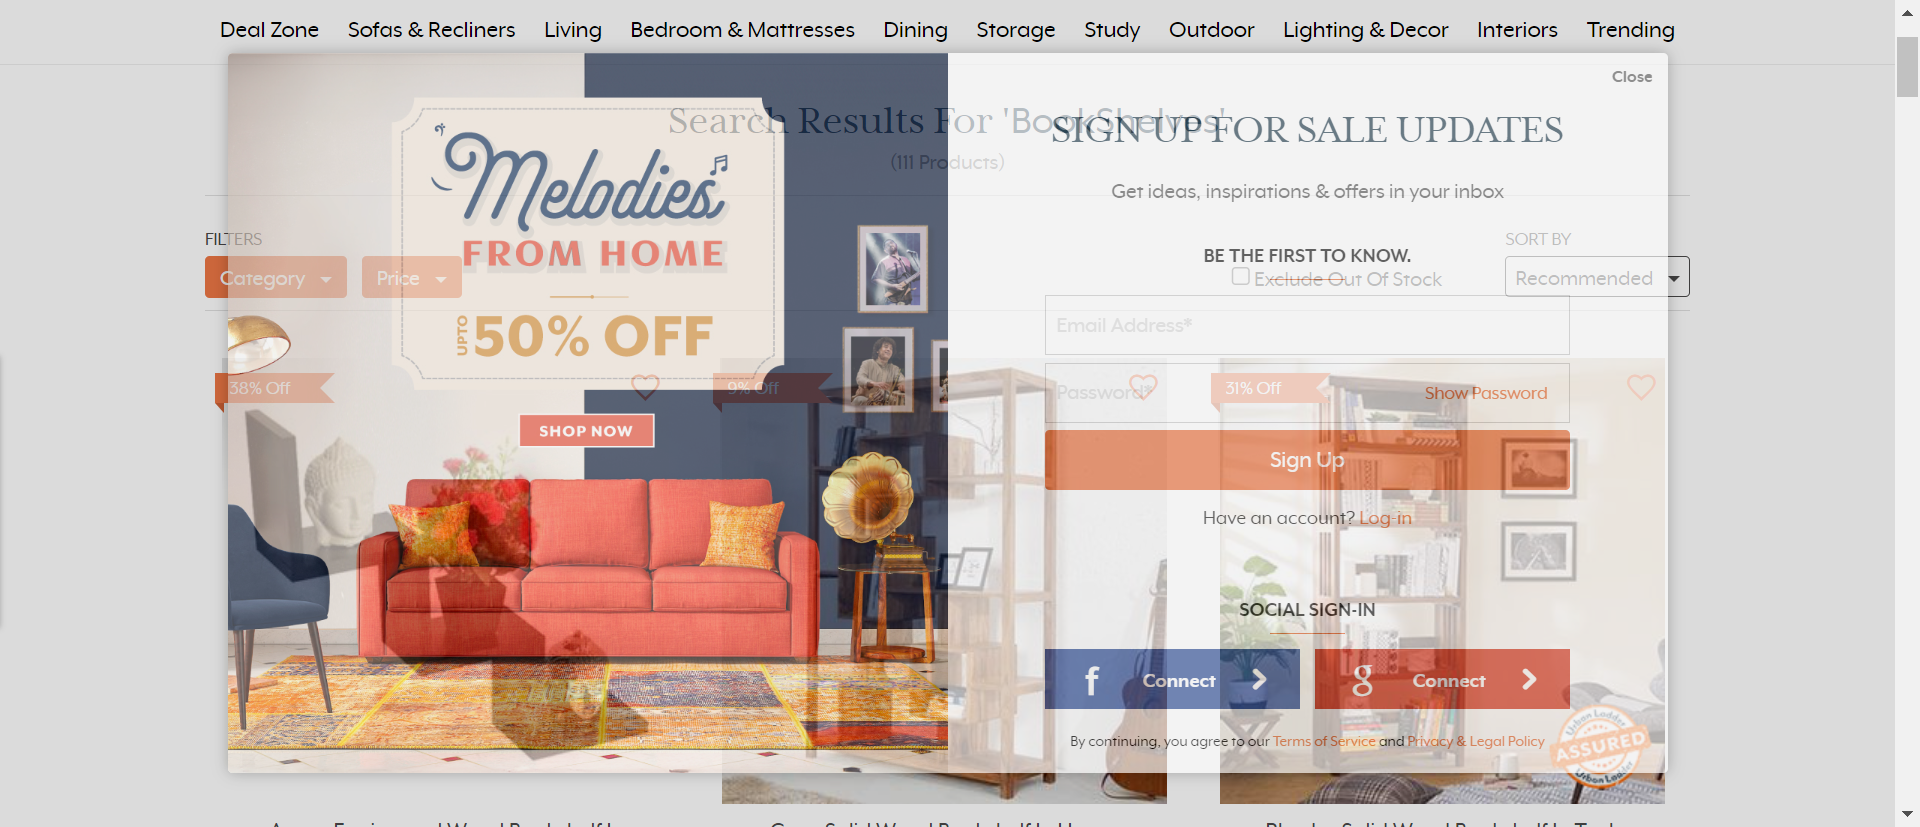 Deal Zone Sofas & Recliners Living Bedroom & Mattresses Dining Storage Study Outdoor Lighting & Decor Interiors Trending
Close
Search Results For 'BookShelves'
(111 Products)
Melodies
FROM HOME
UPTO 50% OFF
SHOP NOW
SIGN UP FOR SALE UPDATES
Get ideas, inspirations & offers in your inbox
BE THE FIRST TO KNOW.
FILTERS
SORT BY
Category Price
Exclude Out Of Stock
Recommended
Email Address*
38% Off
9% Off
31% Off
Password*
Show Password
Sign Up
Have an account? Log-in
SOCIAL SIGN-IN
f Connect
g Connect
By continuing, you agree to our Terms of Service and Privacy & Legal Policy
Urban Ladder
ASSURED
Urban Ladder